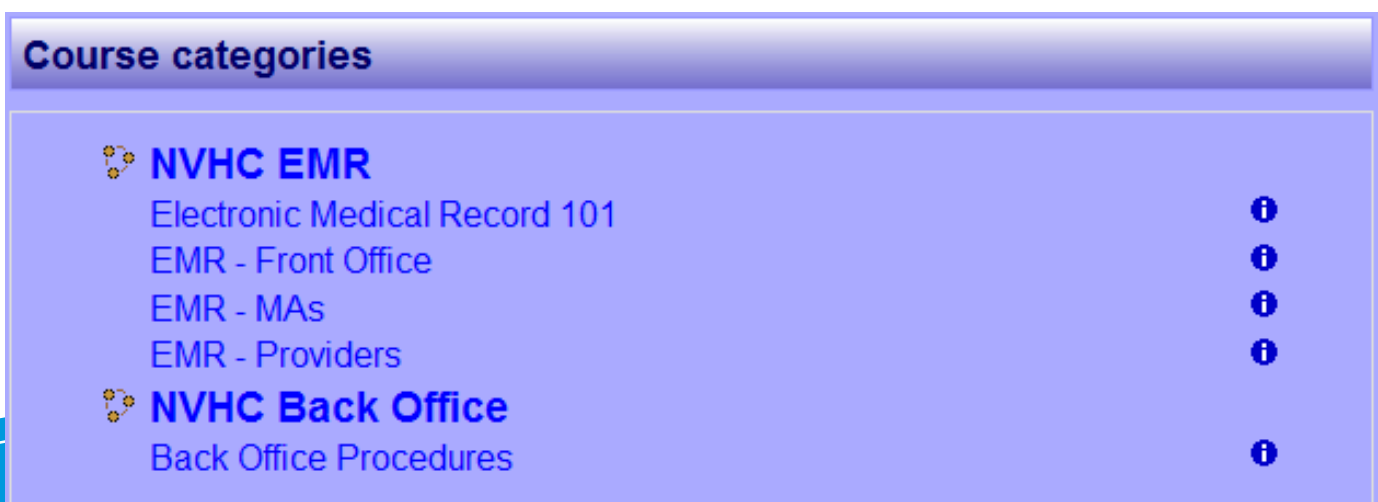 Course categories
NVHC EMR
Electronic Medical Record 101
EMR - Front Office
EMR - MAs
EMR - Providers
NVHC Back Office
Back Office Procedures